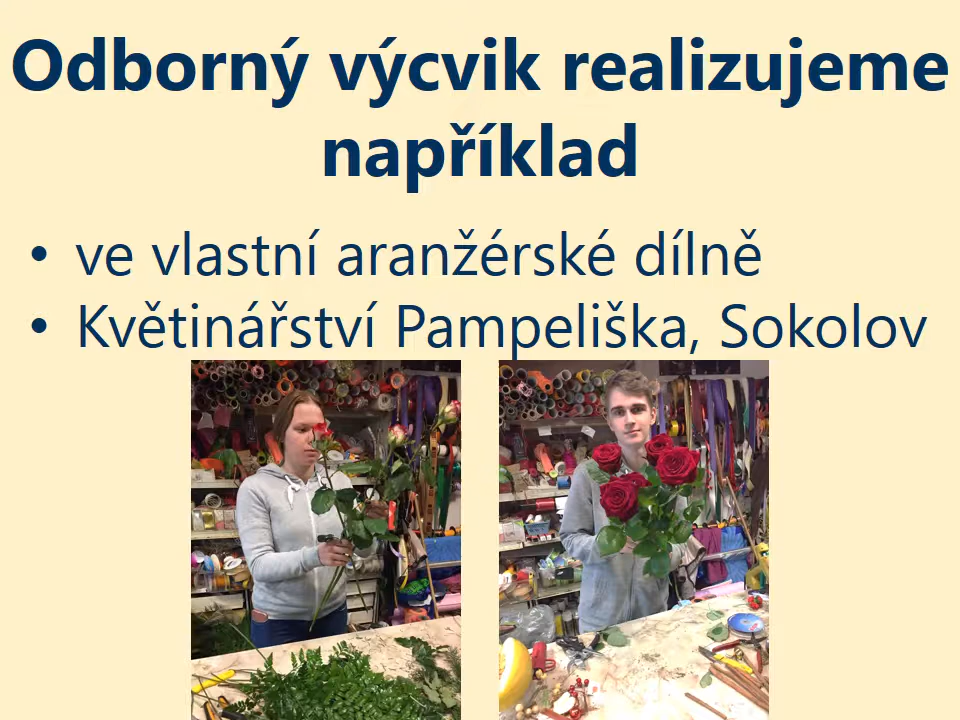 Odborný výcvik realizujeme
například
• ve vlastní aranžérské dílně
• Květinářství Pampeliška, Sokolov